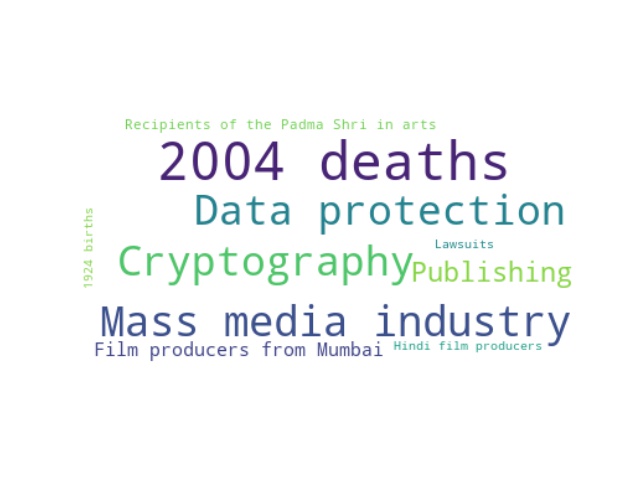 Recipients of the Padma Shri in arts
2004 deaths
Data protection
1924 births
Lawsuits
Cryptography
Publishing
Mass media industry
Film producers from Mumbai
Hindi film producers